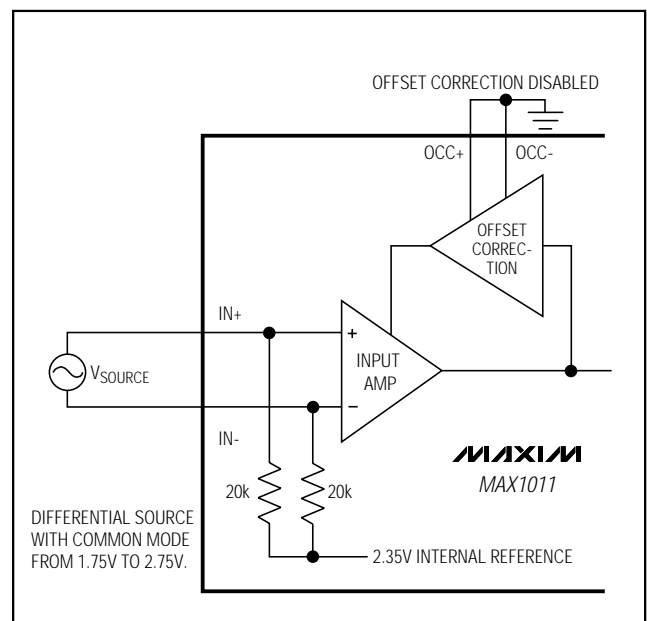 OFFSET CORRECTION DISABLED
OCC+
OCC-
OFFSET
CORREC-
TION
IN+
+
INPUT
AMP
−
VSOURCE
IN-
MAXIM
MAX1011
20k
20k
DIFFERENTIAL SOURCE
WITH COMMON MODE
FROM 1.75V TO 2.75V.
2.35V INTERNAL REFERENCE